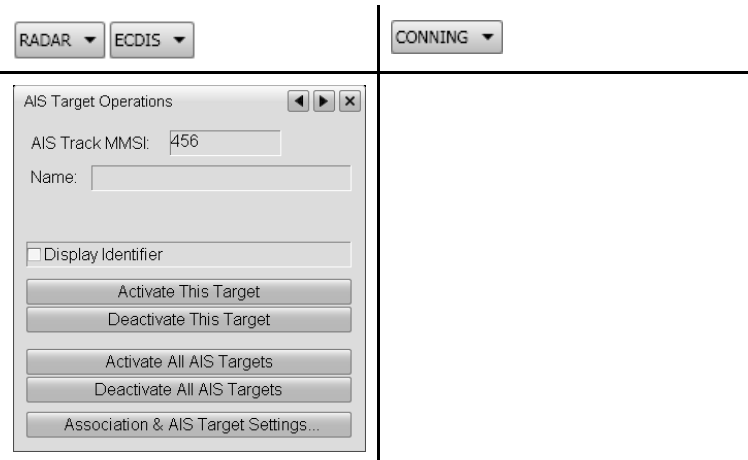 RADAR ECDIS CONNING
AIS Target Operations
AIS Track MMSI: 456
Name:
Display Identifier
Activate This Target
Deactivate This Target
Activate All AIS Targets
Deactivate All AIS Targets
Association & AIS Target Settings...